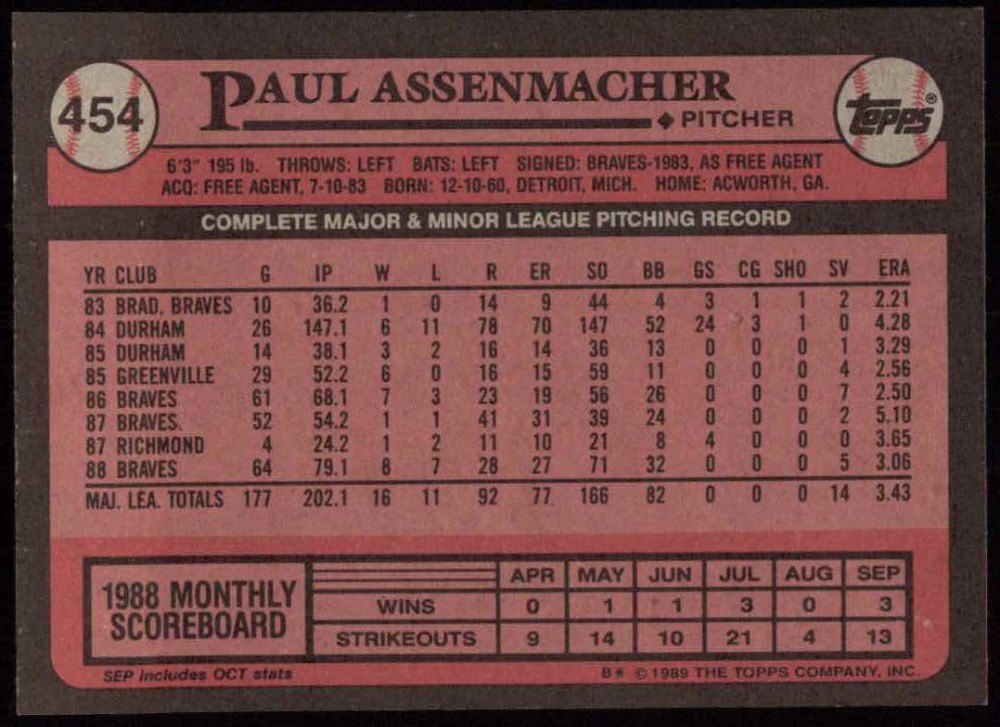 454
PAUL ASSENMACHER
PITCHER
topps®
6'3" 195 lb. THROWS: LEFT BATS: LEFT SIGNED: BRAVES-1983, AS FREE AGENT
ACQ: FREE AGENT, 7-10-83 BORN: 12-10-60, DETROIT, MICH. HOME: ACWORTH, GA.
COMPLETE MAJOR & MINOR LEAGUE PITCHING RECORD
YR CLUB G IP W L R ER SO BB GS CG SHO SV ERA
83 BRAD. BRAVES 10 36.2 1 0 14 9 44 4 3 1 1 2 2.21
84 DURHAM 26 147.1 6 11 78 70 147 52 24 3 1 0 4.28
85 DURHAM 14 38.1 3 2 16 14 36 13 0 0 0 1 3.29
85 GREENVILLE 29 52.2 6 0 16 15 59 11 0 0 0 4 2.56
86 BRAVES 61 68.1 7 3 23 19 56 26 0 0 0 7 2.50
87 BRAVES. 52 54.2 1 1 41 31 39 24 0 0 0 2 5.10
87 RICHMOND 4 24.2 1 2 11 10 21 8 4 0 0 0 3.65
88 BRAVES 64 79.1 8 7 28 27 71 32 0 0 0 5 3.06
MAJ. LEA. TOTALS 177 202.1 16 11 92 77 166 82 0 0 0 14 3.43
1988 MONTHLY
SCOREBOARD
APR MAY JUN JUL AUG SEP
WINS 0 1 1 3 0 3
STRIKEOUTS 9 14 10 21 4 13
SEP includes OCT stats
B* © 1989 THE TOPPS COMPANY, INC.